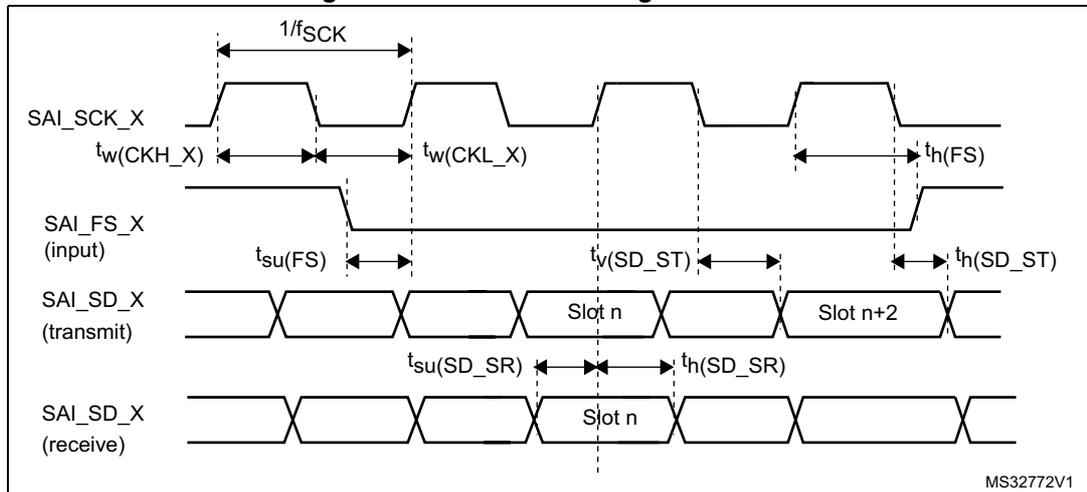 1/fSCK
SAI_SCK_X
tw(CKH_X)
tw(CKL_X)
th(FS)
SAI_FS_X
(input)
tsu(FS)
tv(SD_ST)
th(SD_ST)
SAI_SD_X
(transmit)
Slot n
Slot n+2
tsu(SD_SR)
th(SD_SR)
SAI_SD_X
(receive)
Slot n
MS32772V1